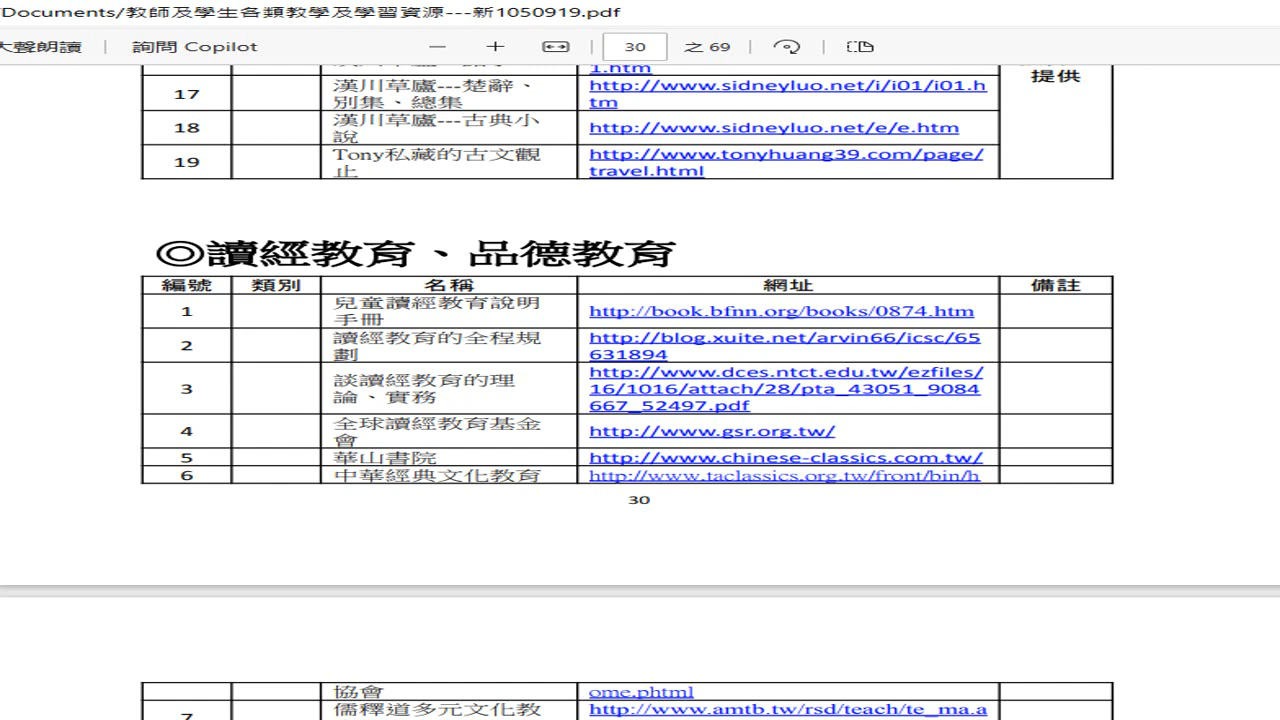 Documents/教師及學生各類教學及學習資源---新1050919.pdf
大聲朗讀 詢問 Copilot 30 之 69
1.htm
提供
17 漢川草廬---楚辭、 http://www.sidneyluo.net/i/i01/i01.h
別集、總集 tm
18 漢川草廬---古典小 http://www.sidneyluo.net/e/e.htm
說
19 Tony私藏的古文觀 http://www.tonyhuang39.com/page/
止 travel.html
◎讀經教育、品德教育
編號 類別 名稱 網址 備註
1 兒童讀經教育說明 http://book.bfnn.org/books/0874.htm
手冊
2 讀經教育的全程規 http://blog.xuite.net/arvin66/icsc/65
劃 631894
3 談讀經教育的理 http://www.dces.ntct.edu.tw/ezfiles/
論、實務 16/1016/attach/28/pta_43051_9084
667_52497.pdf
4 全球讀經教育基金 http://www.gsr.org.tw/
會
5 華山書院 http://www.chinese-classics.com.tw/
6 中華經典文化教育 http://www.taclassics.org.tw/front/bin/h
30
協會 ome.phtml
7 儒釋道多元文化教 http://www.amtb.tw/rsd/teach/te_ma.a